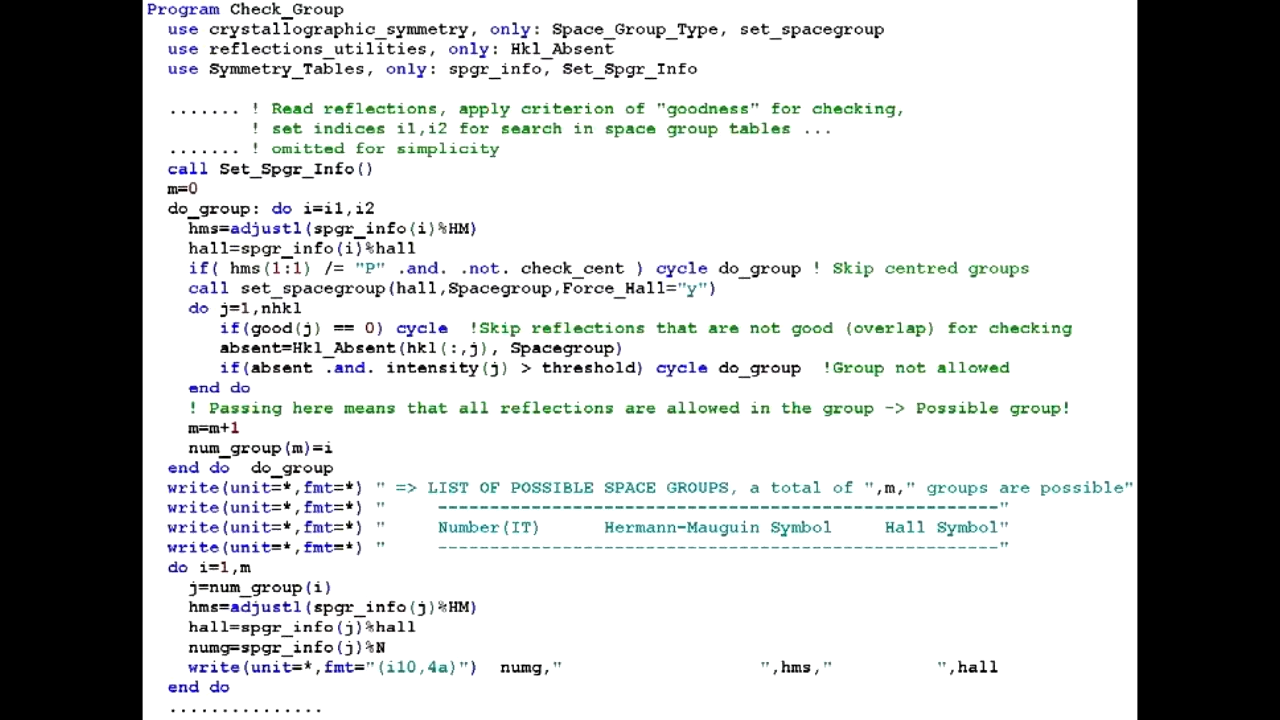 Program Check_Group
use crystallographic_symmetry, only: Space_Group_Type, set_spacegroup
use reflections_utilities, only: Hkl_Absent
use Symmetry_Tables, only: spgr_info, Set_Spgr_Info
....... ! Read reflections, apply criterion of "goodness" for checking,
! set indices i1,i2 for search in space group tables ...
....... ! omitted for simplicity
call Set_Spgr_Info()
m=0
do_group: do i=i1,i2
hms=adjustl(spgr_info(i)%HM)
hall=spgr_info(i)%hall
if( hms(1:1) /= "P" .and. .not. check_cent ) cycle do_group ! Skip centred groups
call set_spacegroup(hall,Spacegroup,Force_Hall="y")
do j=1,nhkl
if(good(j) == 0) cycle  !Skip reflections that are not good (overlap) for checking
absent=Hkl_Absent(hkl(:,j), Spacegroup)
if(absent .and. intensity(j) > threshold) cycle do_group  !Group not allowed
end do
! Passing here means that all reflections are allowed in the group -> Possible group!
m=m+1
num_group(m)=i
end do  do_group
write(unit=*,fmt=*) " => LIST OF POSSIBLE SPACE GROUPS, a total of ",m," groups are possible"
write(unit=*,fmt=*) "     ------------------------------------------------------"
write(unit=*,fmt=*) "     Number(IT)      Hermann-Mauguin Symbol     Hall Symbol"
write(unit=*,fmt=*) "     ------------------------------------------------------"
do i=1,m
j=num_group(i)
hms=adjustl(spgr_info(j)%HM)
hall=spgr_info(j)%hall
numg=spgr_info(j)%N
write(unit=*,fmt="(i10,4a)")  numg,"                   ",hms,"          ",hall
end do
...............